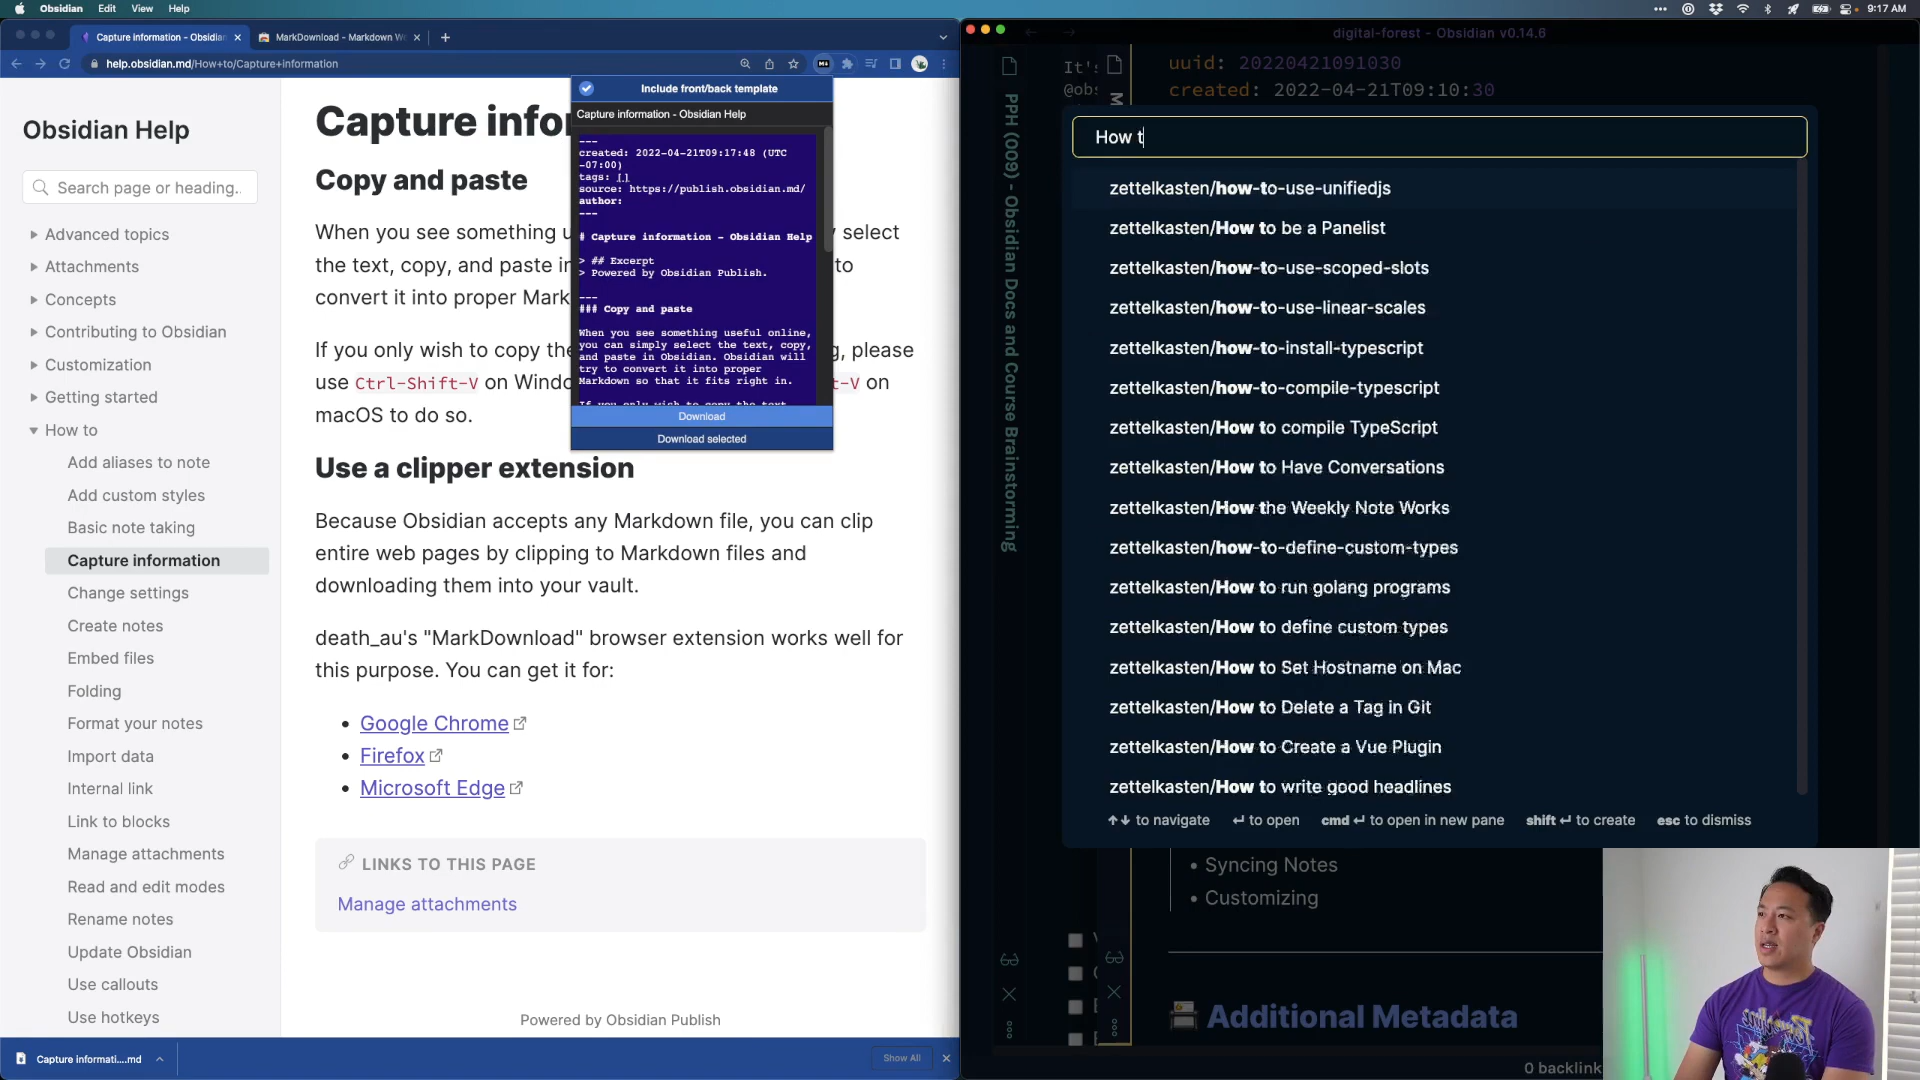 Obsidian Edit View Help
9:17 AM
Capture information - Obsidian
MarkDownload - Markdown W
help.obsidian.md/How+to/Capture+information
Obsidian Help
Search page or heading..
Advanced topics
Attachments
Concepts
Contributing to Obsidian
Customization
Getting started
How to
Add aliases to note
Add custom styles
Basic note taking
Capture information
Change settings
Create notes
Embed files
Folding
Format your notes
Import data
Internal link
Link to blocks
Manage attachments
Read and edit modes
Rename notes
Update Obsidian
Use callouts
Use hotkeys
Capture info
Copy and paste
When you see something u
y select
the text, copy, and paste in
to
convert it into proper Mark
If you only wish to copy the
g, please
use Ctrl-Shift-V on Windo
t-V on
macOS to do so.
Use a clipper extension
Because Obsidian accepts any Markdown file, you can clip
entire web pages by clipping to Markdown files and
downloading them into your vault.
death_au's "MarkDownload" browser extension works well for
this purpose. You can get it for:
• Google Chrome
• Firefox
• Microsoft Edge
LINKS TO THIS PAGE
Manage attachments
Powered by Obsidian Publish
Include front/back template
Capture information - Obsidian Help
---
created: 2022-04-21T09:17:48 (UTC
-07:00)
tags: []
source: https://publish.obsidian.md/
author:
---
# Capture information - Obsidian Help
> ## Excerpt
> Powered by Obsidian Publish.
---
### Copy and paste
When you see something useful online,
you can simply select the text, copy,
and paste in Obsidian. Obsidian will
try to convert it into proper
Markdown so that it fits right in.
If you only wish to copy the text
Download
Download selected
Capture informati....md
Show All
digital-forest - Obsidian v0.14.6
It's
@obs
PPH (009) - Obsidian Docs and Course Brainstorming
M
uuid: 20220421091030
created: 2022-04-21T09:10:30
How t
zettelkasten/how-to-use-unifiedjs
zettelkasten/How to be a Panelist
zettelkasten/how-to-use-scoped-slots
zettelkasten/how-to-use-linear-scales
zettelkasten/how-to-install-typescript
zettelkasten/how-to-compile-typescript
zettelkasten/How to compile TypeScript
zettelkasten/How to Have Conversations
zettelkasten/How the Weekly Note Works
zettelkasten/how-to-define-custom-types
zettelkasten/How to run golang programs
zettelkasten/How to define custom types
zettelkasten/How to Set Hostname on Mac
zettelkasten/How to Delete a Tag in Git
zettelkasten/How to Create a Vue Plugin
zettelkasten/How to write good headlines
↑↓ to navigate ↵ to open cmd ↵ to open in new pane shift ↵ to create esc to dismiss
• Syncing Notes
• Customizing
Additional Metadata
0 backlink